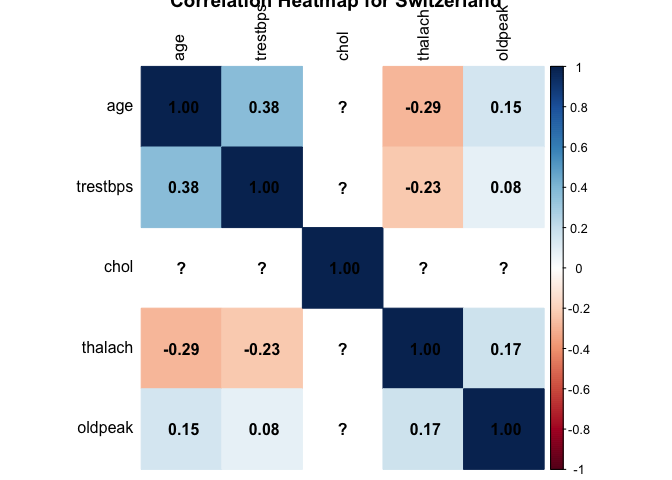 Correlation Heatmap for Switzerland
age trestbps chol thalach oldpeak
age 1.00 0.38 ? -0.29 0.15
trestbps 0.38 1.00 ? -0.23 0.08
chol ? ? 1.00 ? ?
thalach -0.29 -0.23 ? 1.00 0.17
oldpeak 0.15 0.08 ? 0.17 1.00
1
0.8
0.6
0.4
0.2
0
-0.2
-0.4
-0.6
-0.8
-1